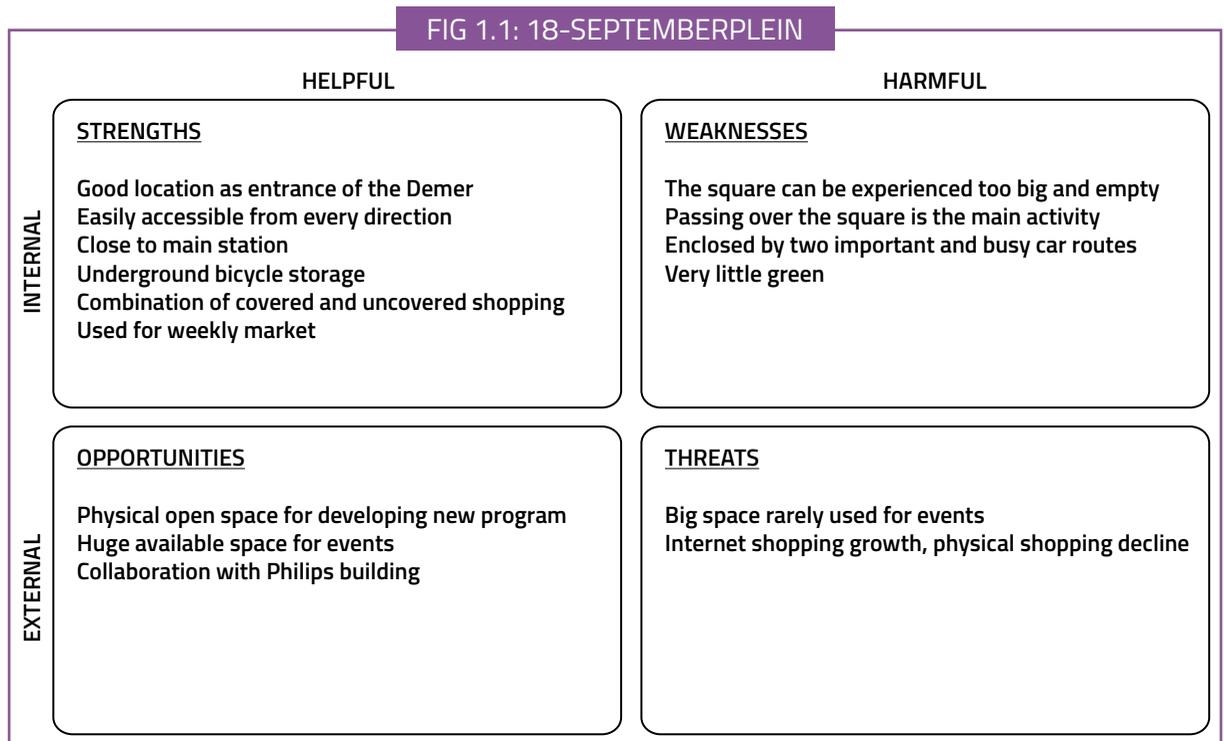 FIG 1.1: 18-SEPTEMBERPLEIN
HELPFUL
HARMFUL
INTERNAL
STRENGTHS
Good location as entrance of the Demer
Easily accessible from every direction
Close to main station
Underground bicycle storage
Combination of covered and uncovered shopping
Used for weekly market
WEAKNESSES
The square can be experienced too big and empty
Passing over the square is the main activity
Enclosed by two important and busy car routes
Very little green
EXTERNAL
OPPORTUNITIES
Physical open space for developing new program
Huge available space for events
Collaboration with Philips building
THREATS
Big space rarely used for events
Internet shopping growth, physical shopping decline